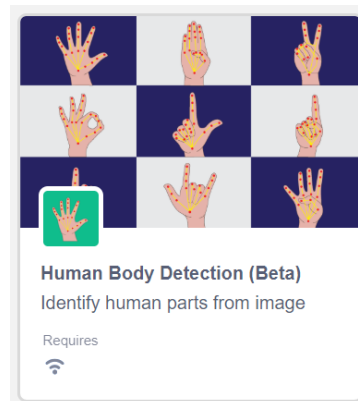 Human Body Detection (Beta)
Identify human parts from image
Requires